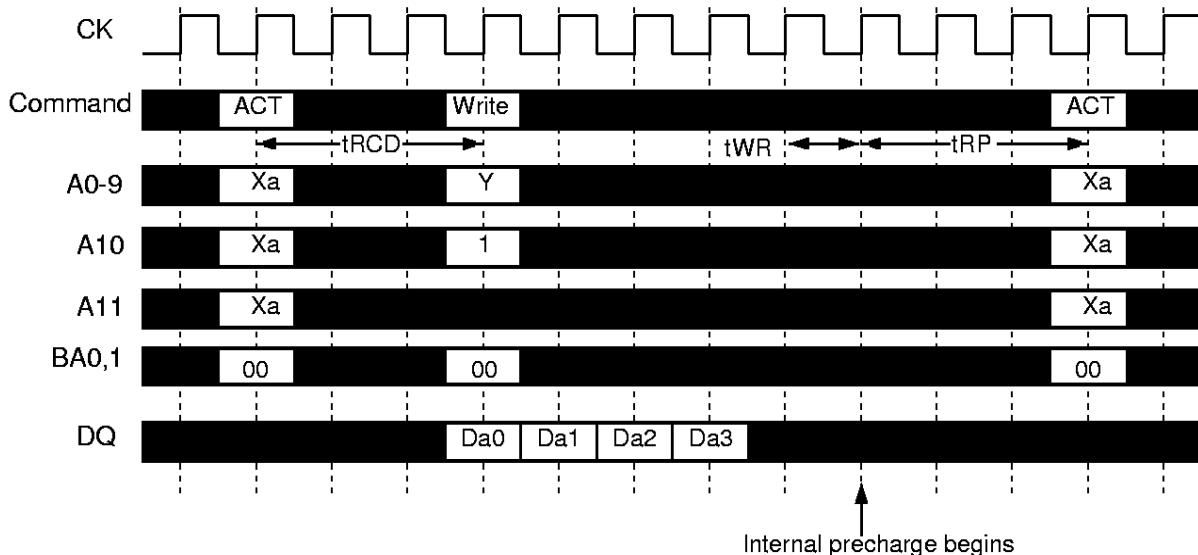 CK
Command ACT Write ACT
tRCD tWR tRP
A0-9 Xa Y Xa
A10 Xa 1 Xa
A11 Xa Xa
BA0,1 00 00 00
DQ Da0 Da1 Da2 Da3
Internal precharge begins